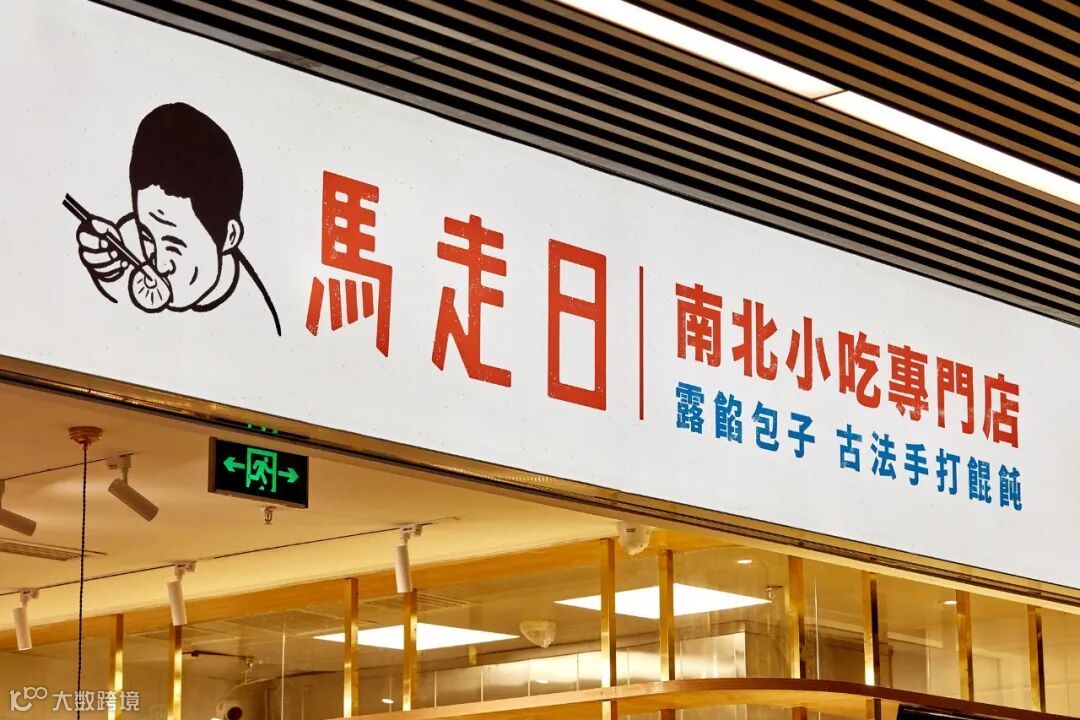 馬走日
南北小吃專門店
露餡包子 古法手打餛飩
大数跨境